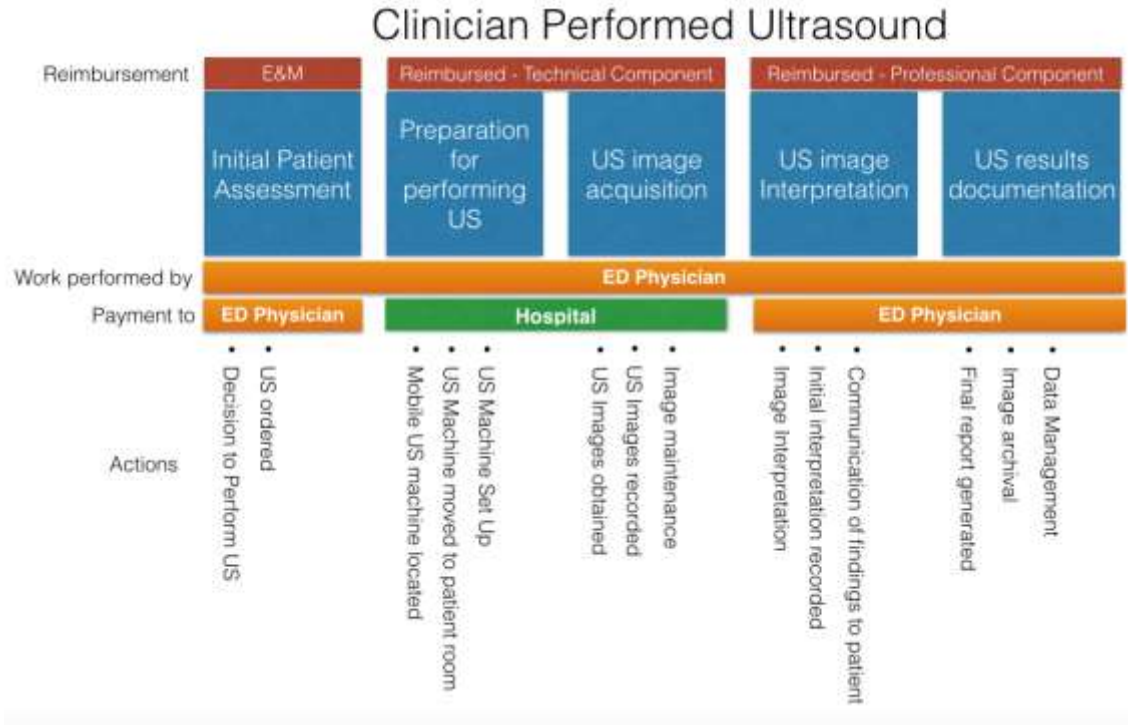 Clinician Performed Ultrasound
Reimbursement
E&M
Reimbursed - Technical Component
Reimbursed - Professional Component
Initial Patient
Assessment
Preparation
for
performing
US
US image
acquisition
US image
Interpretation
US results
documentation
Work performed by
ED Physician
Payment to
ED Physician
Hospital
ED Physician
Actions
• Decision to Perform US
• US ordered
• Mobile US machine located
• US Machine moved to patient room
• US Machine Set Up
• US Images obtained
• US Images recorded
• Image maintenance
• Image Interpretation
• Initial interpretation recorded
• Communication of findings to patient
• Final report generated
• Image archival
• Data Management